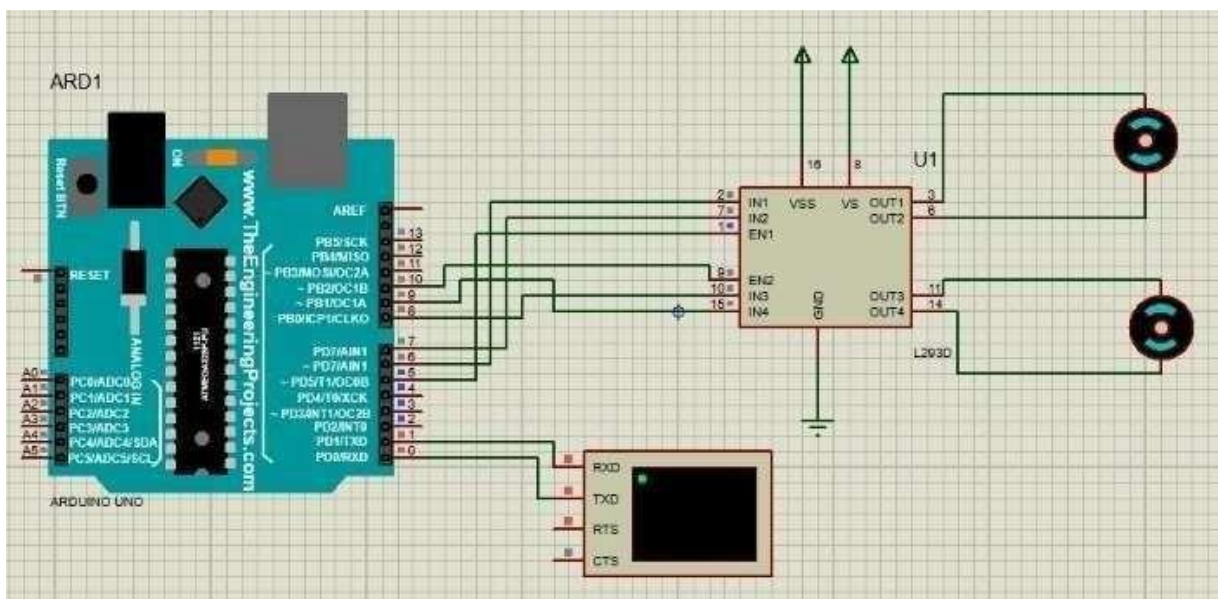 ARD1
Reset BTN
ON
www.TheEngineeringProjects.com
AREF
PB5/SCK 13
PB4/MISO 12
~ PB3/MOSI/OC2A 11
~ PB2/OC1B 10
~ PB1/OC1A 9
PB0/ICP1/CLKO 8
RESET
ANALOG IN
1121
PD7/AIN1 7
~ PD7/AIN1 6
~ PD5/T1/OC0B 5
PD4/T0/XCK 4
~ PD3/INT1/OC2B 3
PD2/INT0 2
PD1/TXD 1
PD0/RXD 0
A0 PC0/ADC0
A1 PC1/ADC1
A2 PC2/ADC2
A3 PC3/ADC3
A4 PC4/ADC4/SDA
A5 PC5/ADC5/SCL
ARDUINO UNO
U1
16 8
2 IN1 VSS VS OUT1 3
7 IN2 OUT2 6
1 EN1
9 EN2
10 IN3 OUT3 11
15 IN4 OUT4 14
GND
L293D
RXD
TXD
RTS
CTS